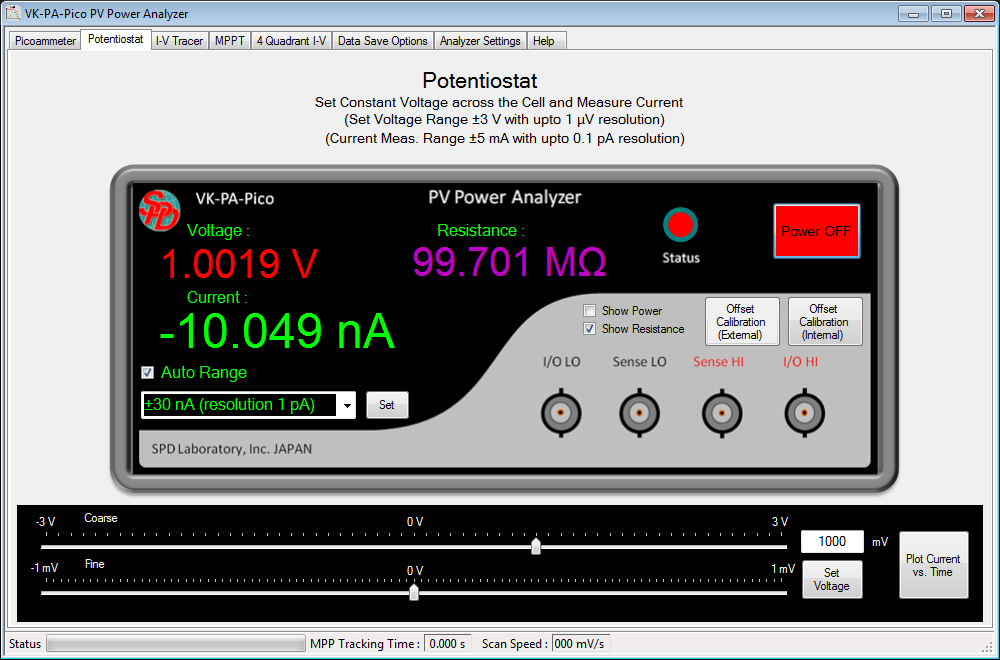 VK-PA-Pico PV Power Analyzer
Picoammeter Potentiostat I-V Tracer MPPT 4 Quadrant I-V Data Save Options Analyzer Settings Help
Potentiostat
Set Constant Voltage across the Cell and Measure Current
(Set Voltage Range ±3 V with upto 1 µV resolution)
(Current Meas. Range ±5 mA with upto 0.1 pA resolution)
SPD
VK-PA-Pico
PV Power Analyzer
Voltage :
Resistance :
1.0019 V
99.701 MΩ
Status
Power OFF
Current :
-10.049 nA
Show Power
Show Resistance
Offset
Calibration
(External)
Offset
Calibration
(Internal)
I/O LO Sense LO Sense HI I/O HI
Auto Range
±30 nA (resolution 1 pA)
Set
SPD Laboratory, Inc. JAPAN
-3 V Coarse 0 V 3 V
1000 mV
-1 mV Fine 0 V 1 mV
Set
Voltage
Plot Current
vs. Time
Status MPP Tracking Time : 0.000 s Scan Speed : 000 mV/s